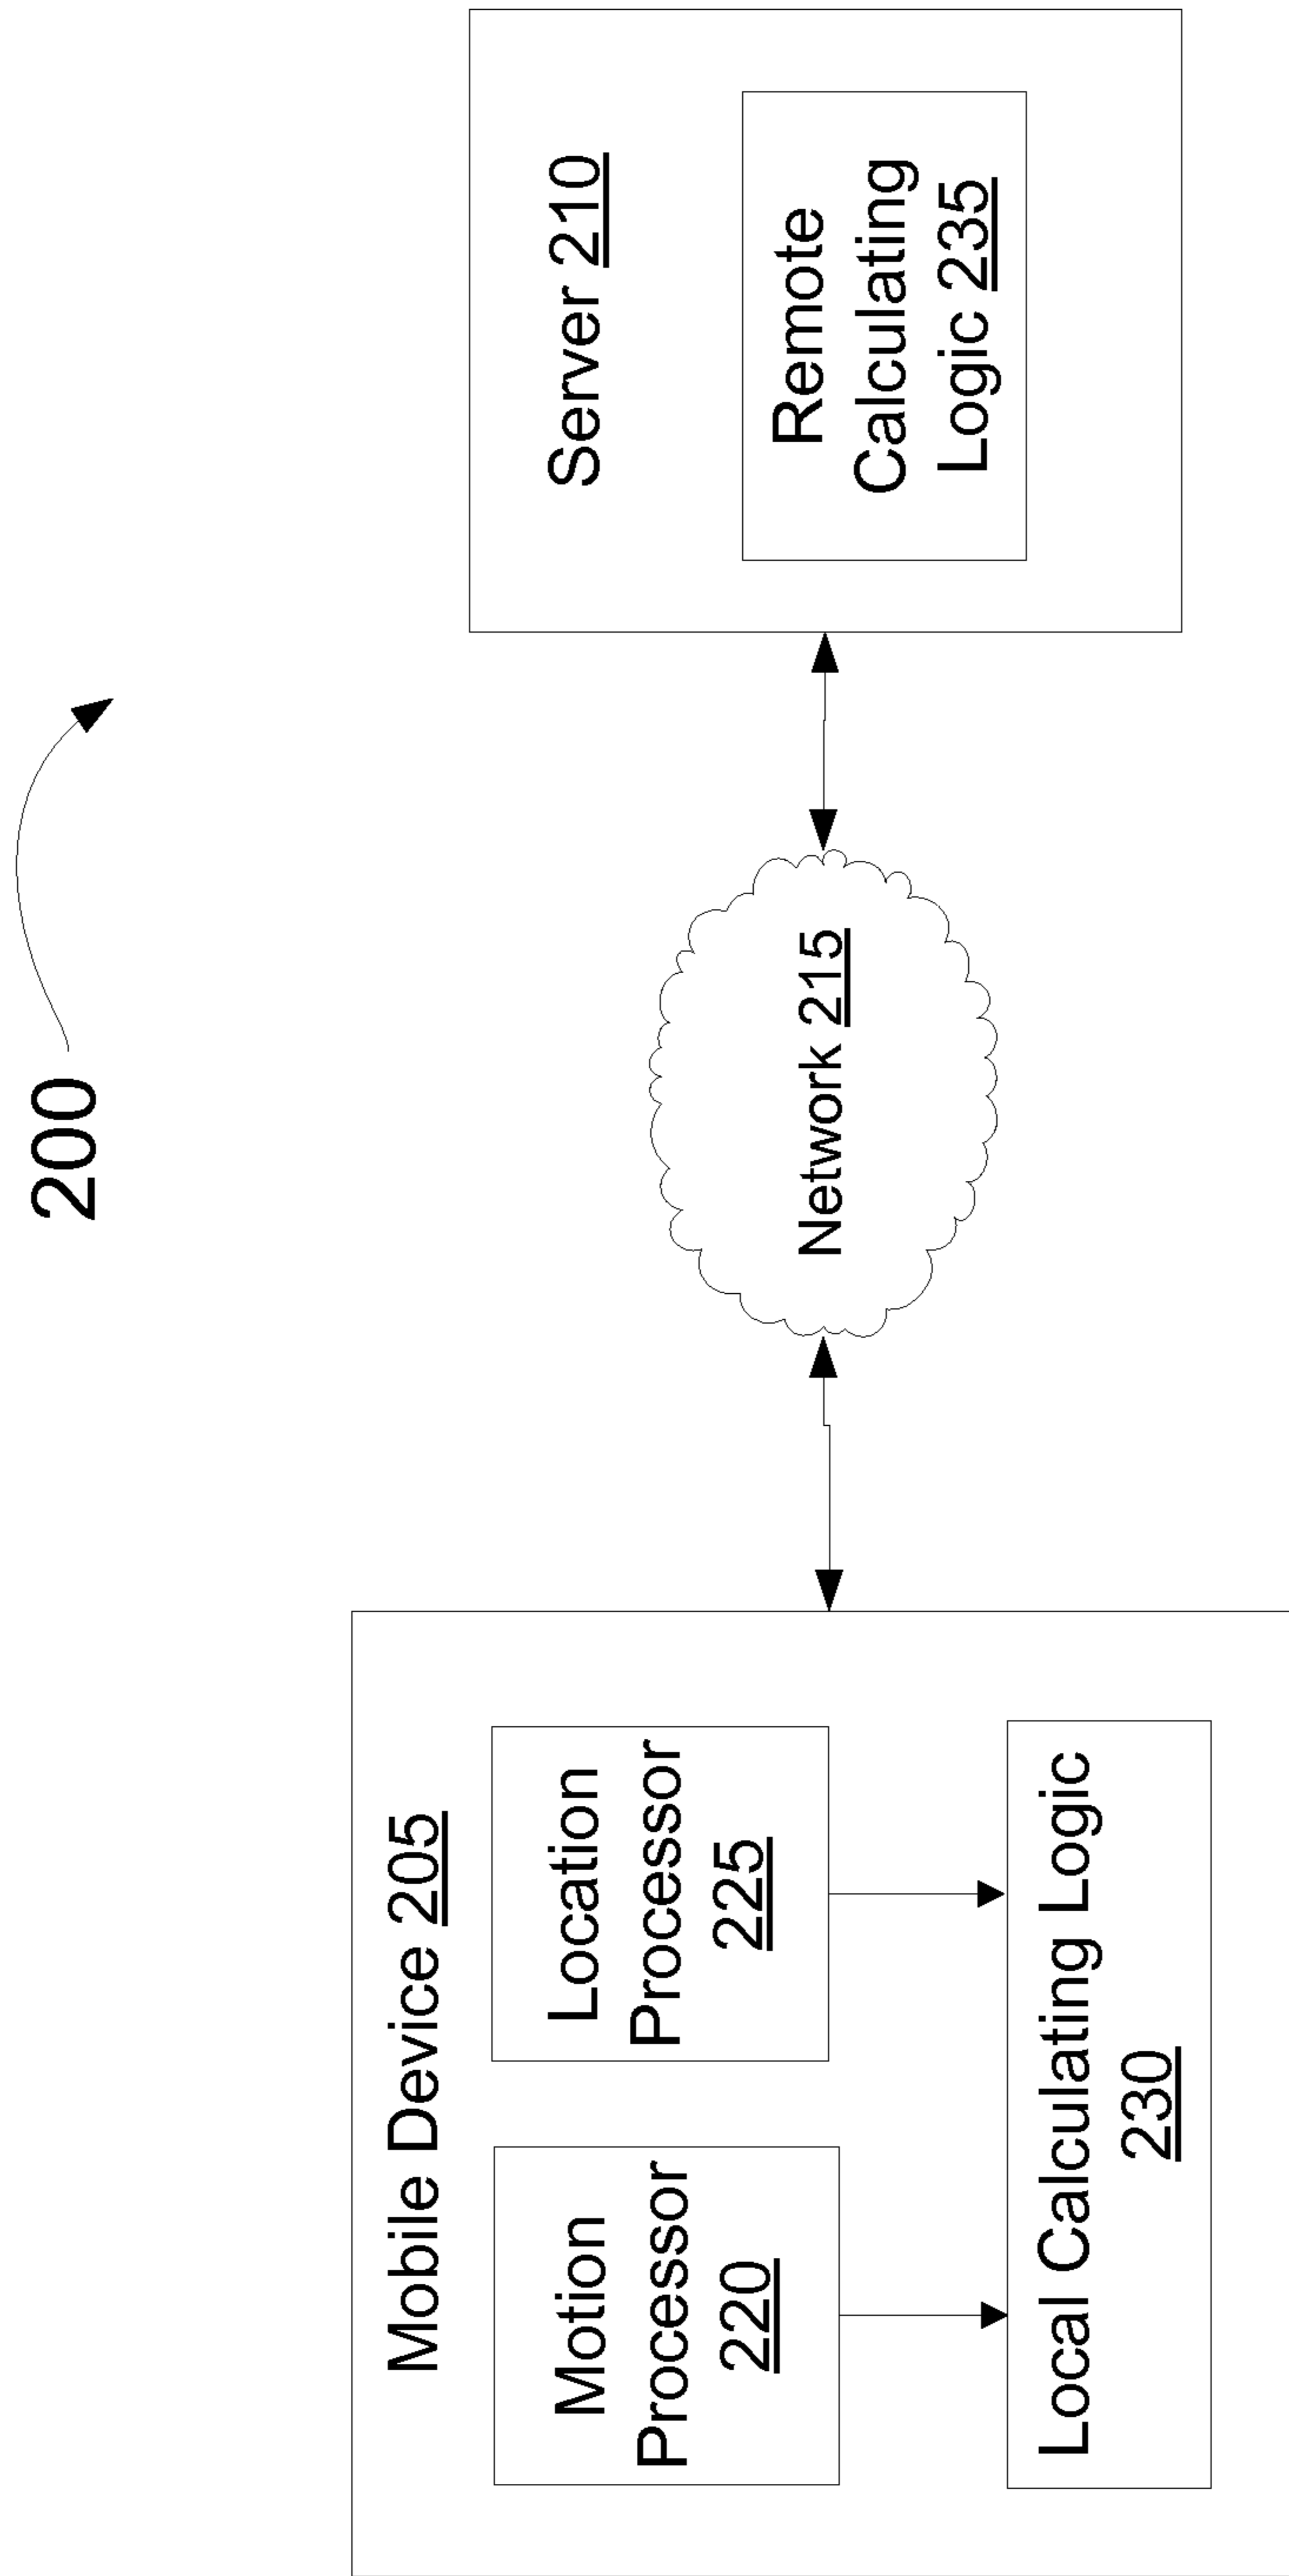 200
Mobile Device 205
Motion
Processor
220
Location
Processor
225
Local Calculating Logic
230
Network 215
Server 210
Remote
Calculating
Logic 235